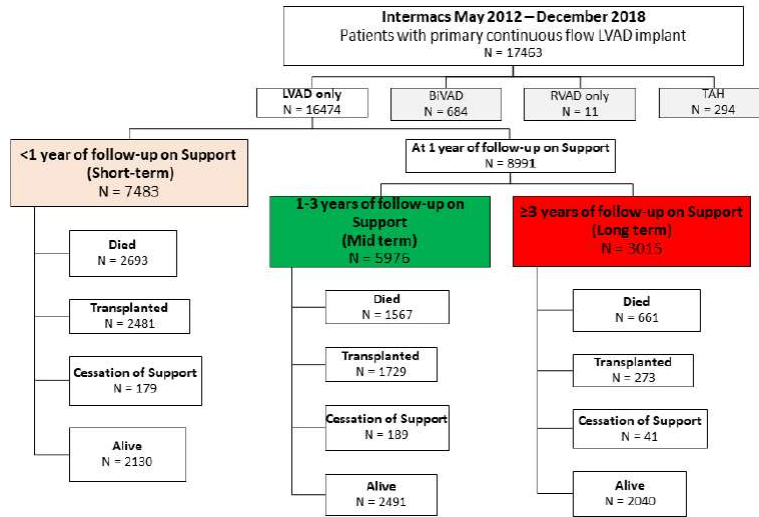 Intermacs May 2012 – December 2018
Patients with primary continuous flow LVAD implant
N = 17463
LVAD only
N = 16474
BiVAD
N = 684
RVAD only
N = 11
TAH
N = 294
<1 year of follow-up on Support
(Short-term)
N = 7483
At 1 year of follow-up on Support
N = 8991
1-3 years of follow-up on
Support
(Mid term)
N = 5976
≥3 years of follow-up on Support
(Long term)
N = 3015
Died
N = 2693
Transplanted
N = 2481
Cessation of Support
N = 179
Alive
N = 2130
Died
N = 1567
Transplanted
N = 1729
Cessation of Support
N = 189
Alive
N = 2491
Died
N = 661
Transplanted
N = 273
Cessation of Support
N = 41
Alive
N = 2040